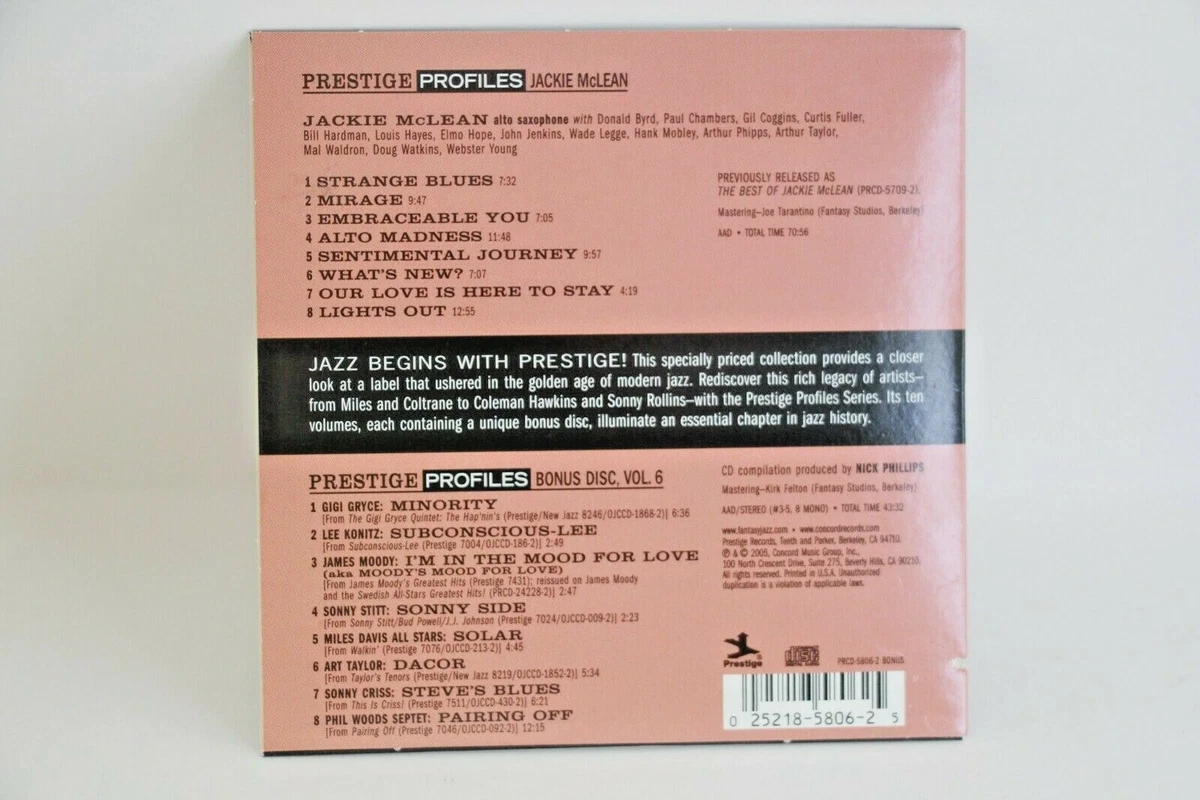 PRESTIGE PROFILES JACKIE McLEAN
JACKIE McLEAN alto saxophone with Donald Byrd, Paul Chambers, Gil Coggins, Curtis Fuller,
Bill Hardman, Louis Hayes, Elmo Hope, John Jenkins, Wade Legge, Hank Mobley, Arthur Phipps, Arthur Taylor,
Mal Waldron, Doug Watkins, Webster Young
1 STRANGE BLUES 7:32
2 MIRAGE 9:47
3 EMBRACEABLE YOU 7:05
4 ALTO MADNESS 11:48
5 SENTIMENTAL JOURNEY 9:57
6 WHAT'S NEW? 7:07
7 OUR LOVE IS HERE TO STAY 4:19
8 LIGHTS OUT 12:55
PREVIOUSLY RELEASED AS
THE BEST OF JACKIE McLEAN (PRCD-5709-2).
Mastering—Joe Tarantino (Fantasy Studios, Berkeley)
AAD • TOTAL TIME 70:56
JAZZ BEGINS WITH PRESTIGE! This specially priced collection provides a closer
look at a label that ushered in the golden age of modern jazz. Rediscover this rich legacy of artists—
from Miles and Coltrane to Coleman Hawkins and Sonny Rollins—with the Prestige Profiles Series. Its ten
volumes, each containing a unique bonus disc, illuminate an essential chapter in jazz history.
PRESTIGE PROFILES BONUS DISC, VOL. 6
1 GIGI GRYCE: MINORITY
[From The Gigi Gryce Quintet: The Hap'nin's (Prestige/New Jazz 8246/OJCCD-1868-2)] 6:36
2 LEE KONITZ: SUBCONSCIOUS-LEE
[From Subconscious-Lee (Prestige 7004/OJCCD-186-2)] 2:49
3 JAMES MOODY: I'M IN THE MOOD FOR LOVE
(aka MOODY'S MOOD FOR LOVE)
[From James Moody's Greatest Hits (Prestige 7431); reissued on James Moody
and the Swedish All-Stars Greatest Hits! (PRCD-24228-2)] 2:47
4 SONNY STITT: SONNY SIDE
[From Sonny Stitt/Bud Powell/J.J. Johnson (Prestige 7024/OJCCD-009-2)] 2:23
5 MILES DAVIS ALL STARS: SOLAR
[From Walkin' (Prestige 7076/OJCCD-213-2)] 4:45
6 ART TAYLOR: DACOR
[From Taylor's Tenors (Prestige/New Jazz 8219/OJCCD-1852-2)] 5:34
7 SONNY CRISS: STEVE'S BLUES
[From This Is Criss! (Prestige 7511/OJCCD-430-2)] 6:21
8 PHIL WOODS SEPTET: PAIRING OFF
[From Pairing Off (Prestige 7046/OJCCD-092-2)] 12:15
CD compilation produced by NICK PHILLIPS
Mastering—Kirk Felton (Fantasy Studios, Berkeley)
AAD/STEREO (#3-5, 8 MONO) • TOTAL TIME 43:32
www.fantasyjazz.com • www.concordrecords.com
Prestige Records, Tenth and Parker, Berkeley, CA 94710.
℗ & © 2005, Concord Music Group, Inc.,
100 North Crescent Drive, Suite 275, Beverly Hills, CA 90210.
All rights reserved. Printed in U.S.A. Unauthorized
duplication is a violation of applicable laws.
Prestige ®
COMPACT disc DIGITAL AUDIO
PRCD-5806-2 BONUS
0 25218-5806-2 5